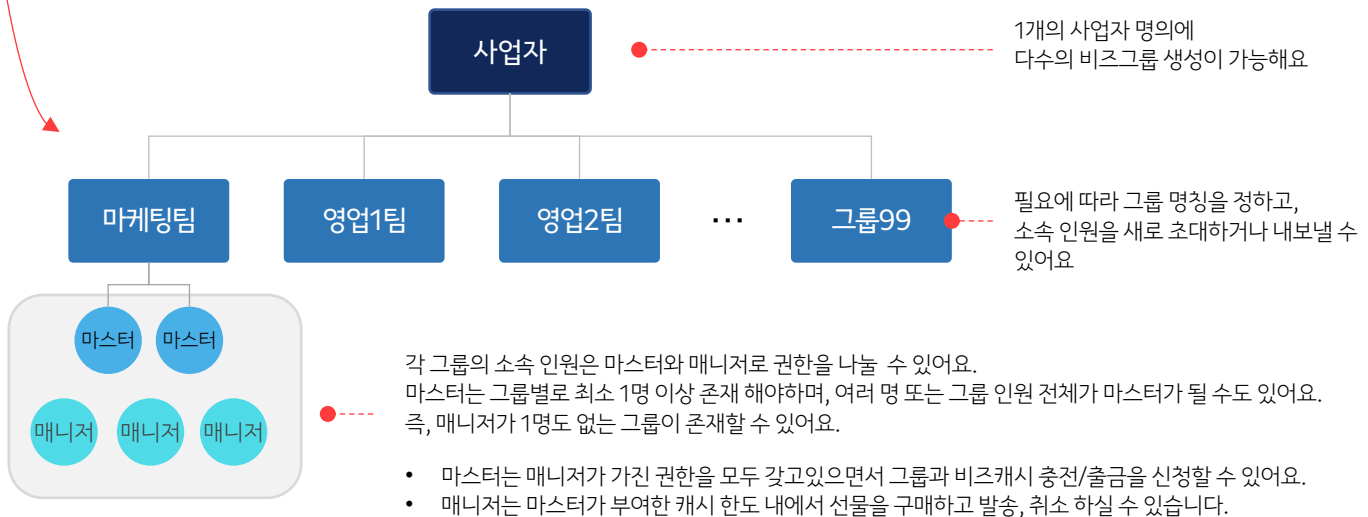 사업자
1개의 사업자 명의에
다수의 비즈그룹 생성이 가능해요
마케팅팀
영업1팀
영업2팀
...
그룹99
필요에 따라 그룹 명칭을 정하고,
소속 인원을 새로 초대하거나 내보낼 수
있어요
마스터
마스터
매니저
매니저
매니저
각 그룹의 소속 인원은 마스터와 매니저로 권한을 나눌 수 있어요.
마스터는 그룹별로 최소 1명 이상 존재 해야하며, 여러 명 또는 그룹 인원 전체가 마스터가 될 수도 있어요.
즉, 매니저가 1명도 없는 그룹이 존재할 수 있어요.
• 마스터는 매니저가 가진 권한을 모두 갖고있으면서 그룹과 비즈캐시 충전/출금을 신청할 수 있어요.
• 매니저는 마스터가 부여한 캐시 한도 내에서 선물을 구매하고 발송, 취소 하실 수 있습니다.